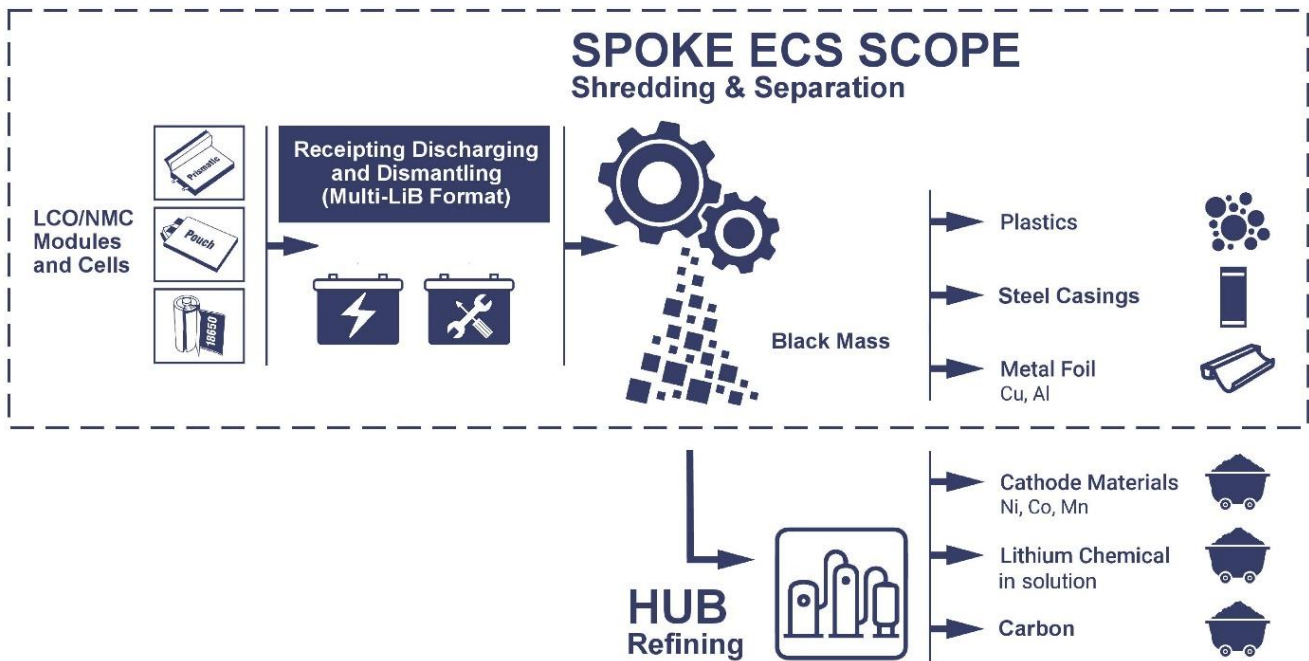 SPOKE ECS SCOPE
Shredding & Separation
LCO/NMC
Modules
and Cells
Prismatic
Pouch
18650
Receipting Discharging
and Dismantling
(Multi-LiB Format)
Black Mass
Plastics
Steel Casings
Metal Foil
Cu, Al
HUB
Refining
Cathode Materials
Ni, Co, Mn
Lithium Chemical
in solution
Carbon